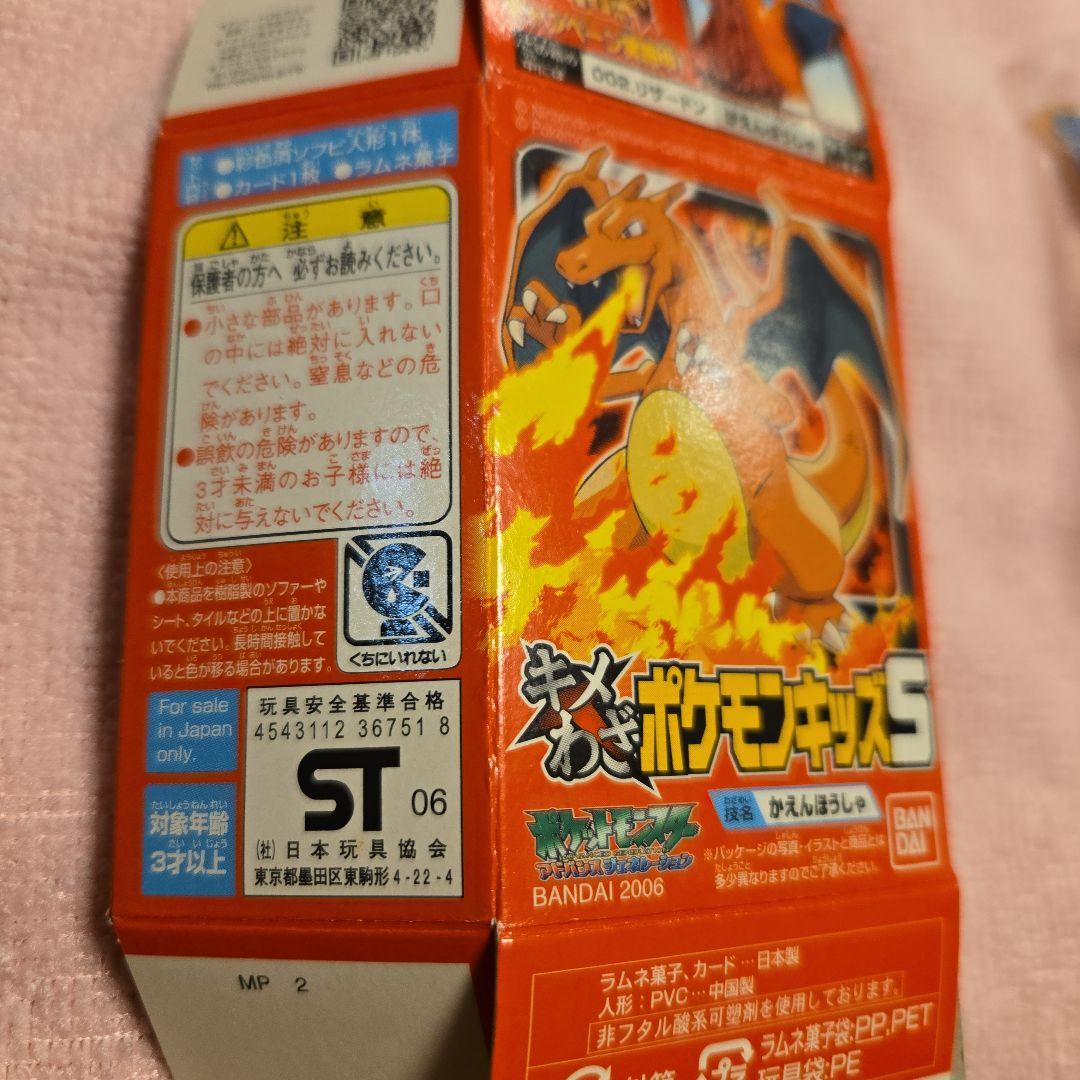 ●彩色済ソフビ人形1体
●カード1枚 ●ラムネ菓子
注意
保護者の方へ 必ずお読みください。
●小さな部品があります。口
の中には絶対に入れない
でください。窒息などの危
険があります。
●誤飲の危険がありますので、
3才未満のお子様には絶
対に与えないでください。
〈使用上の注意〉
●本商品を樹脂製のソファーや
シート、タイルなどの上に置かな
いでください。長時間接触して
いると色が移る場合があります。
くちにいれない
For sale
in Japan
only.
対象年齢
3才以上
玩具安全基準合格
4543112 36751 8
ST 06
(社)日本玩具協会
東京都墨田区東駒形4-22-4
MP 2
002.リザードン かえんほうしゃ
キメ
わざ
ポケモンキッズS
技名 かえんほうしゃ
ポケットモンスター
アドバンスジェネレーション
BANDAI 2006
※パッケージの写真・イラストと商品とは
多少異なりますのでご了承ください。
BAN
DAI
ラムネ菓子、カード…日本製
人形:PVC…中国製
非フタル酸系可塑剤を使用しております。
ラムネ菓子袋:PP,PET
玩具袋:PE